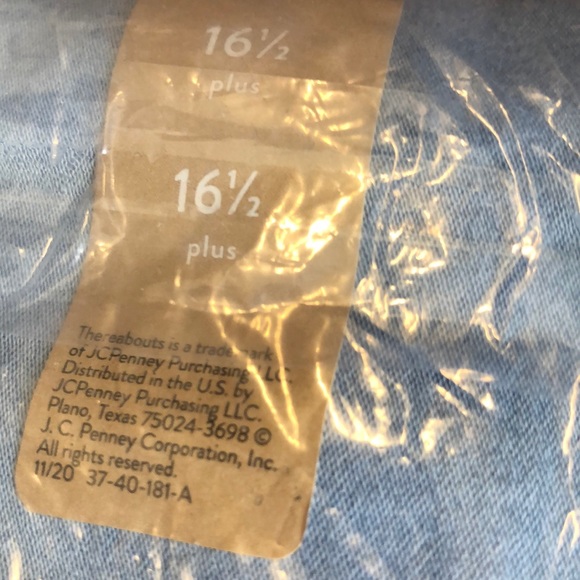 16½
plus
16½
plus
Thereabouts is a trademark
of JCPenney Purchasing LLC.
Distributed in the U.S. by
JCPenney Purchasing LLC.
Plano, Texas 75024-3698 ©
J. C. Penney Corporation, Inc.
All rights reserved.
11/20 37-40-181-A